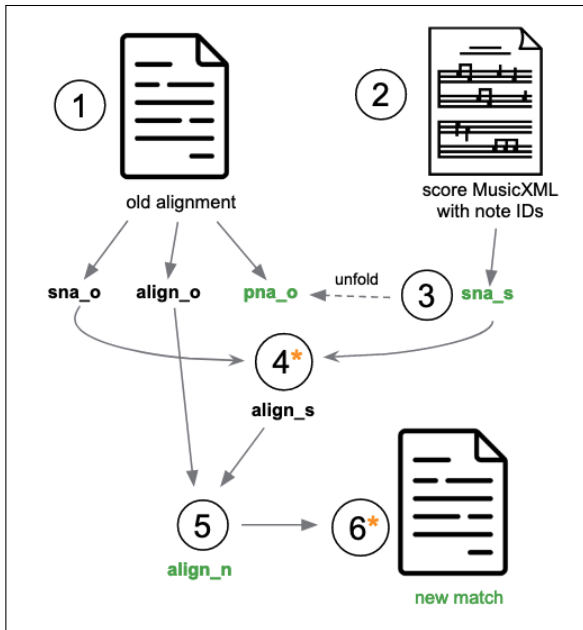 1
2
old alignment
score MusicXML
with note IDs
sna_o
align_o
pna_o
unfold
3
sna_s
4*
align_s
5
6*
align_n
new match